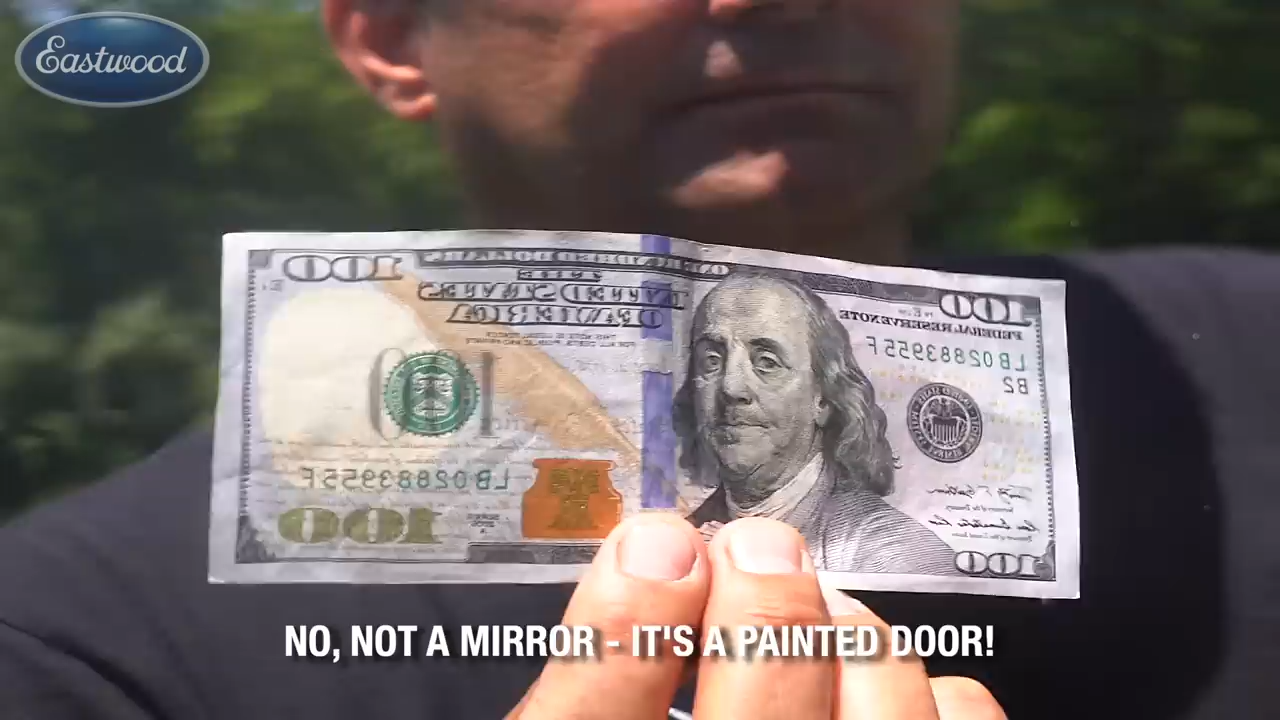 Eastwood
100
THE UNITED STATES
OF AMERICA
100
FEDERAL RESERVE NOTE
LB02883955F
B2
LB02883955F
100
100
NO, NOT A MIRROR - IT'S A PAINTED DOOR!